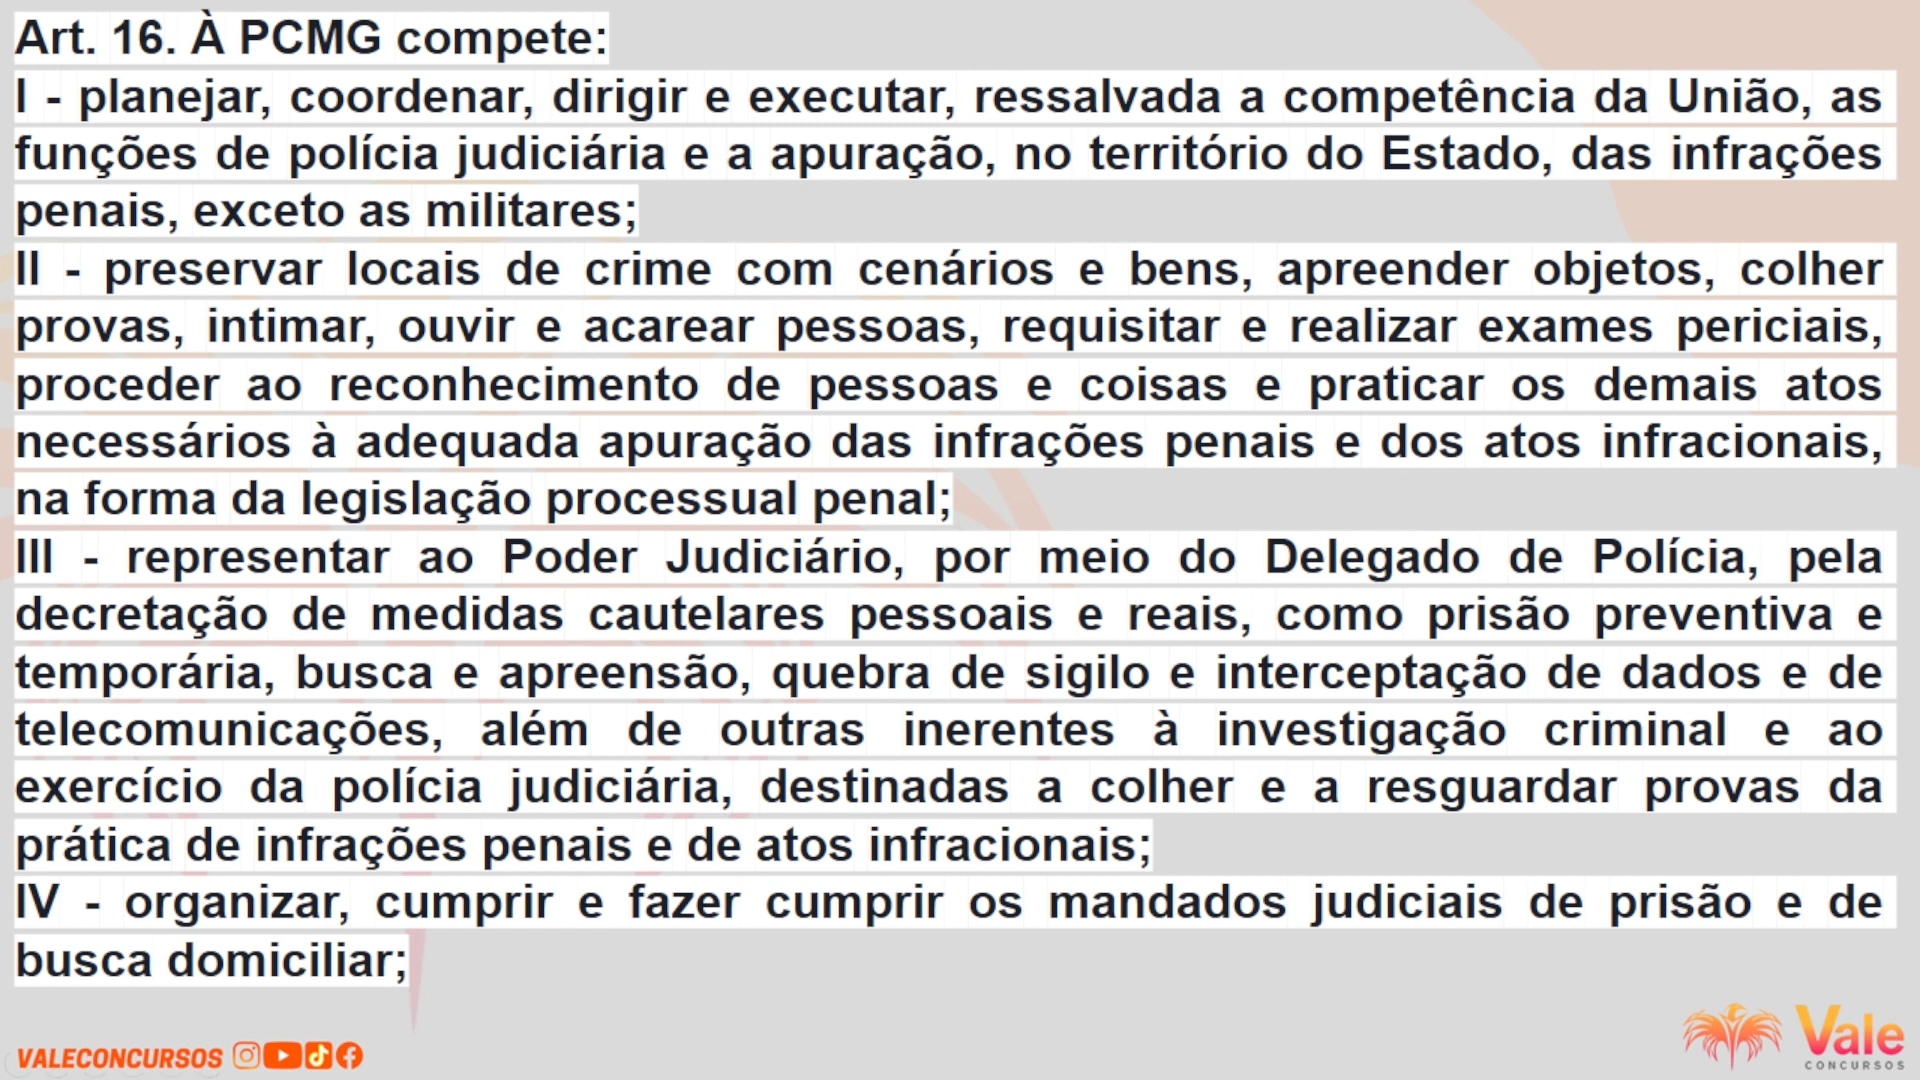 Art. 16. À PCMG compete:
I - planejar, coordenar, dirigir e executar, ressalvada a competência da União, as
funções de polícia judiciária e a apuração, no território do Estado, das infrações
penais, exceto as militares;
II - preservar locais de crime com cenários e bens, apreender objetos, colher
provas, intimar, ouvir e acarear pessoas, requisitar e realizar exames periciais,
proceder ao reconhecimento de pessoas e coisas e praticar os demais atos
necessários à adequada apuração das infrações penais e dos atos infracionais,
na forma da legislação processual penal;
III - representar ao Poder Judiciário, por meio do Delegado de Polícia, pela
decretação de medidas cautelares pessoais e reais, como prisão preventiva e
temporária, busca e apreensão, quebra de sigilo e interceptação de dados e de
telecomunicações, além de outras inerentes à investigação criminal e ao
exercício da polícia judiciária, destinadas a colher e a resguardar provas da
prática de infrações penais e de atos infracionais;
IV - organizar, cumprir e fazer cumprir os mandados judiciais de prisão e de
busca domiciliar;
VALECONCURSOS
Vale
CONCURSOS